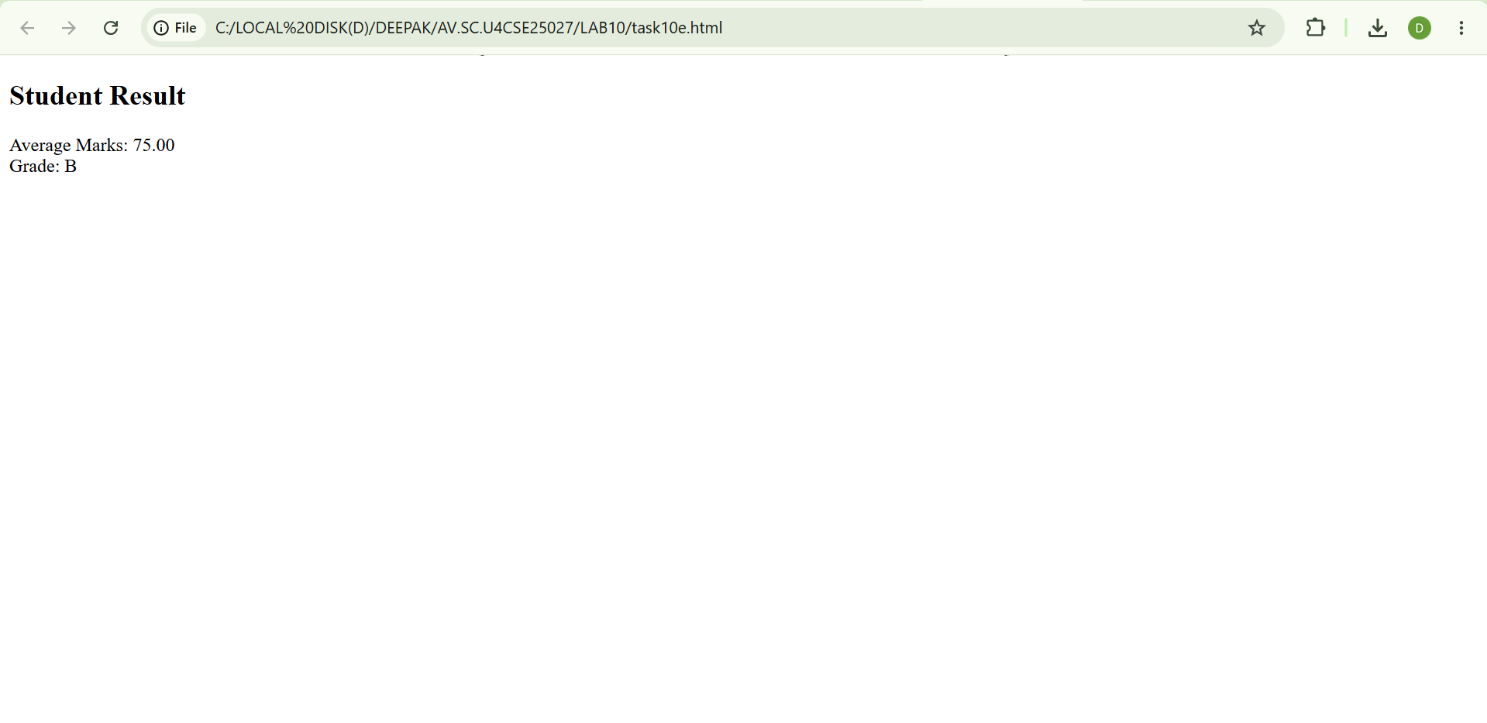 File C:/LOCAL%20DISK(D)/DEEPAK/AV.SC.U4CSE25027/LAB10/task10e.html D
Student Result
Average Marks: 75.00
Grade: B